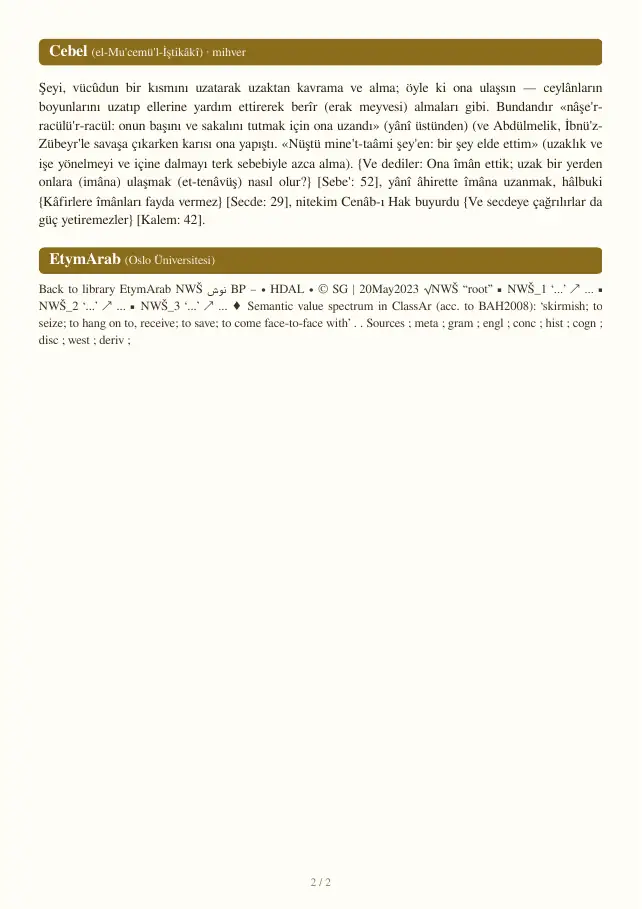 Cebel (el-Mu'cemü'l-İştikâkî) · mihver
Şeyi, vücûdun bir kısmını uzatarak uzaktan kavrama ve alma; öyle ki ona ulaşsın — ceylânların
boyunlarını uzatıp ellerine yardım ettirerek berîr (erak meyvesi) almaları gibi. Bundandır «nâşe'r-
racülü'r-racül: onun başını ve sakalını tutmak için ona uzandı» (yânî üstünden) (ve Abdülmelik, İbnü'z-
Zübeyr'le savaşa çıkarken karısı ona yapıştı. «Nüştü mine't-taâmi şey'en: bir şey elde ettim» (uzaklık ve
işe yönelmeyi ve içine dalmayı terk sebebiyle azca alma). {Ve dediler: Ona îmân ettik; uzak bir yerden
onlara (imâna) ulaşmak (et-tenâvüş) nasıl olur?} [Sebe': 52], yânî âhirette îmâna uzanmak, hâlbuki
{Kâfirlere îmânları fayda vermez} [Secde: 29], nitekim Cenâb-ı Hak buyurdu {Ve secdeye çağrılırlar da
güç yetiremezler} [Kalem: 42].
EtymArab (Oslo Üniversitesi)
Back to library EtymArab NWŠ نوش BP – • HDAL • © SG | 20May2023 √NWŠ “root” ▪ NWŠ_1 ‘...’ ↗ ... ▪
NWŠ_2 ‘...’ ↗ ... ▪ NWŠ_3 ‘...’ ↗ ... ♦ Semantic value spectrum in ClassAr (acc. to BAH2008): ‘skirmish; to
seize; to hang on to, receive; to save; to come face-to-face with’ . . Sources ; meta ; gram ; engl ; conc ; hist ; cogn ;
disc ; west ; deriv ;
2 / 2